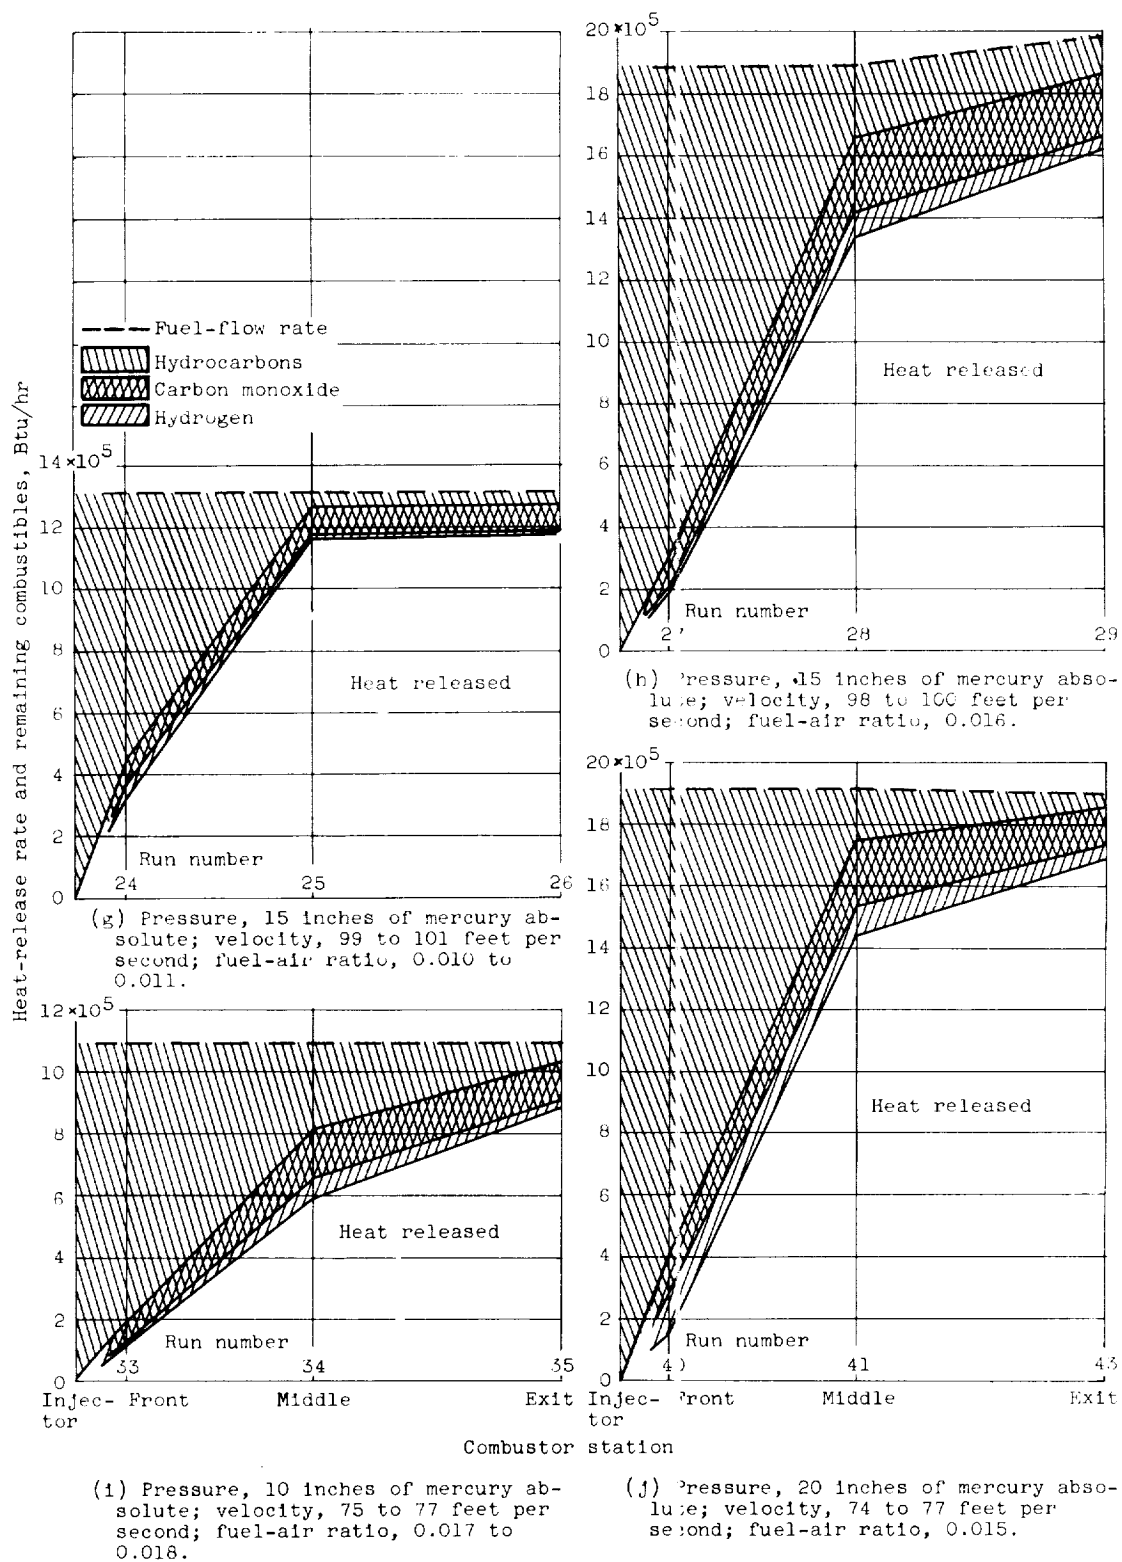 Heat-release rate and remaining combustibles, Btu/hr
Fuel-flow rate
Hydrocarbons
Carbon monoxide
Hydrogen
14×10⁵
12
10
8
6
4
2
0
Heat released
Run number
24 25 26
(g) Pressure, 15 inches of mercury ab-
solute; velocity, 99 to 101 feet per
second; fuel-air ratio, 0.010 to
0.011.
20×10⁵
18
16
14
12
10
8
6
4
2
0
Heat released
Run number
28 29
(h) Pressure, 15 inches of mercury abso-
lute; velocity, 98 to 100 feet per
second; fuel-air ratio, 0.016.
12×10⁵
10
8
6
4
2
0
Heat released
Run number
33 34 35
Injec- Front Middle Exit
tor
(i) Pressure, 10 inches of mercury ab-
solute; velocity, 75 to 77 feet per
second; fuel-air ratio, 0.017 to
0.018.
20×10⁵
18
16
14
12
10
8
6
4
2
0
Heat released
Run number
40 41 43
Injec- Front Middle Exit
tor
Combustor station
(j) Pressure, 20 inches of mercury abso-
lute; velocity, 74 to 77 feet per
second; fuel-air ratio, 0.015.